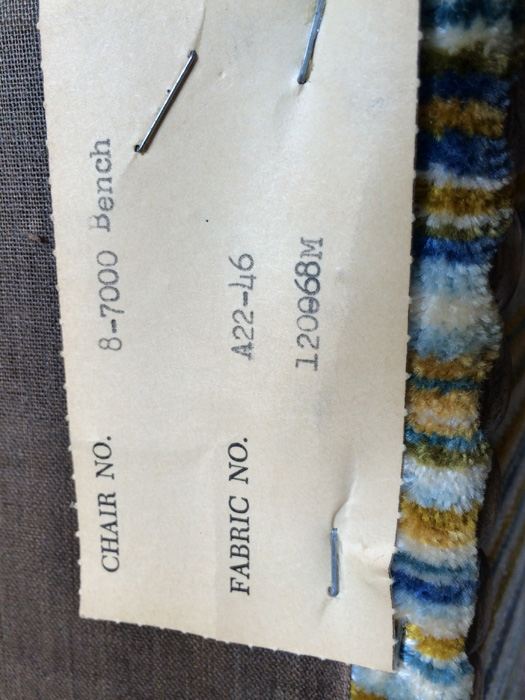 CHAIR NO. 8-7000 Bench
FABRIC NO. A22-46
120068M